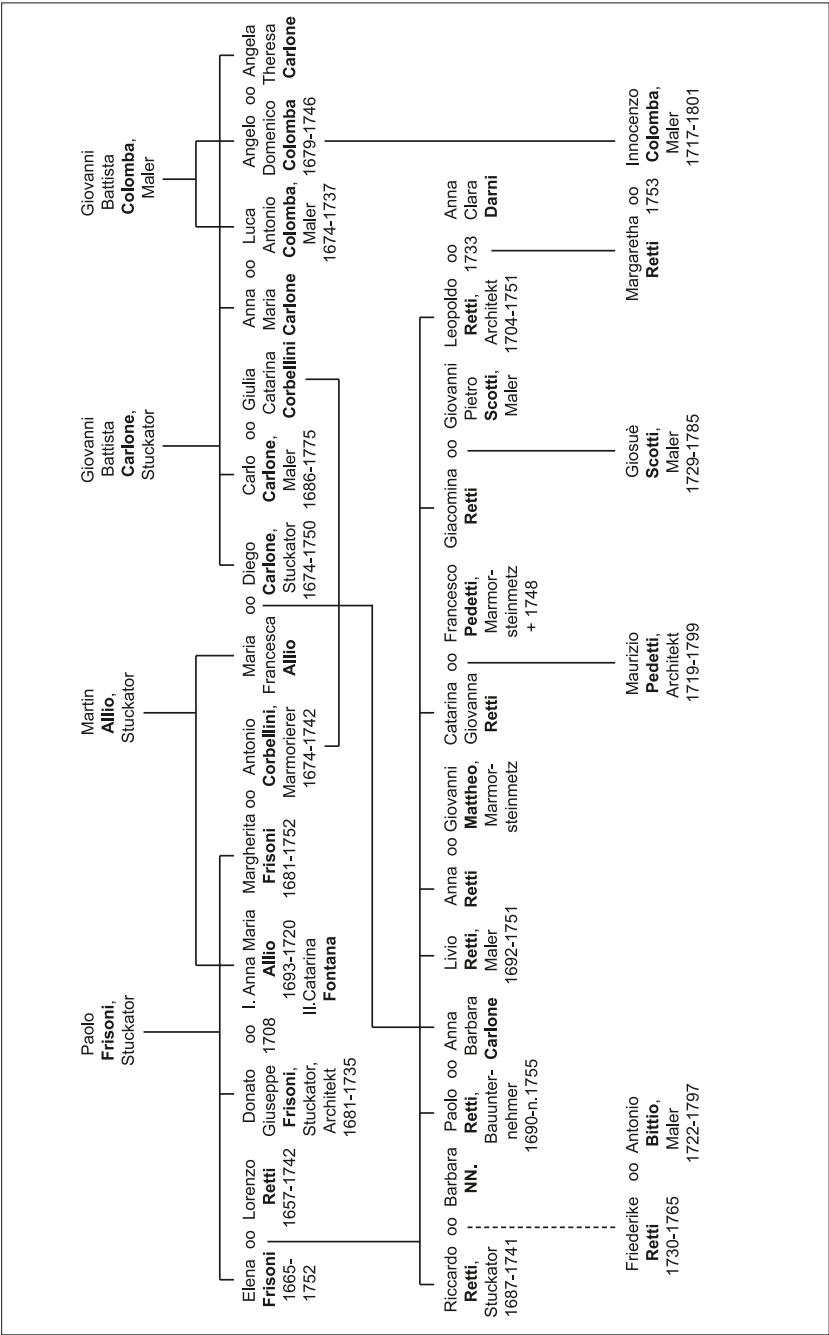 Paolo
Frisoni,
Stuckator
Martin
Allio,
Stuckator
Giovanni
Battista
Carlone,
Stuckator
Giovanni
Battista
Colomba,
Maler
Elena oo Lorenzo
Frisoni Retti
1665- 1657-1742
1752
Donato oo I. Anna Maria
Giuseppe 1708 Allio
Frisoni, 1693-1720
Stuckator, II.Catarina
Architekt Fontana
1681-1735
Margherita oo Antonio
Frisoni Corbellini,
1681-1752 Marmorierer
1674-1742
Maria oo Diego
Francesca Carlone,
Allio Stuckator
1674-1750
Carlo oo Giulia
Carlone, Catarina
Maler Corbellini
1686-1775
Anna oo Luca
Maria Antonio
Carlone Colomba,
Maler
1674-1737
Angelo oo Angela
Domenico Theresa
Colomba Carlone
1679-1746
Riccardo oo Barbara
Retti, NN.
Stuckator
1687-1741
Paolo oo Anna
Retti, Barbara
Bauunter- Carlone
nehmer
1690-n.1755
Livio
Retti,
Maler
1692-1751
Anna oo Giovanni
Retti Mattheo,
Marmor-
steinmetz
Catarina oo Francesco
Giovanna Pedetti,
Retti Marmor-
steinmetz
+ 1748
Giacomina oo Giovanni
Retti Pietro
Scotti,
Maler
Leopoldo oo Anna
Retti, 1733 Clara
Architekt Darni
1704-1751
Friederike oo Antonio
Retti Bittio,
1730-1765 Maler
1722-1797
Maurizio
Pedetti,
Architekt
1719-1799
Giosuè
Scotti,
Maler
1729-1785
Margaretha oo Innocenzo
Retti 1753 Colomba,
Maler
1717-1801